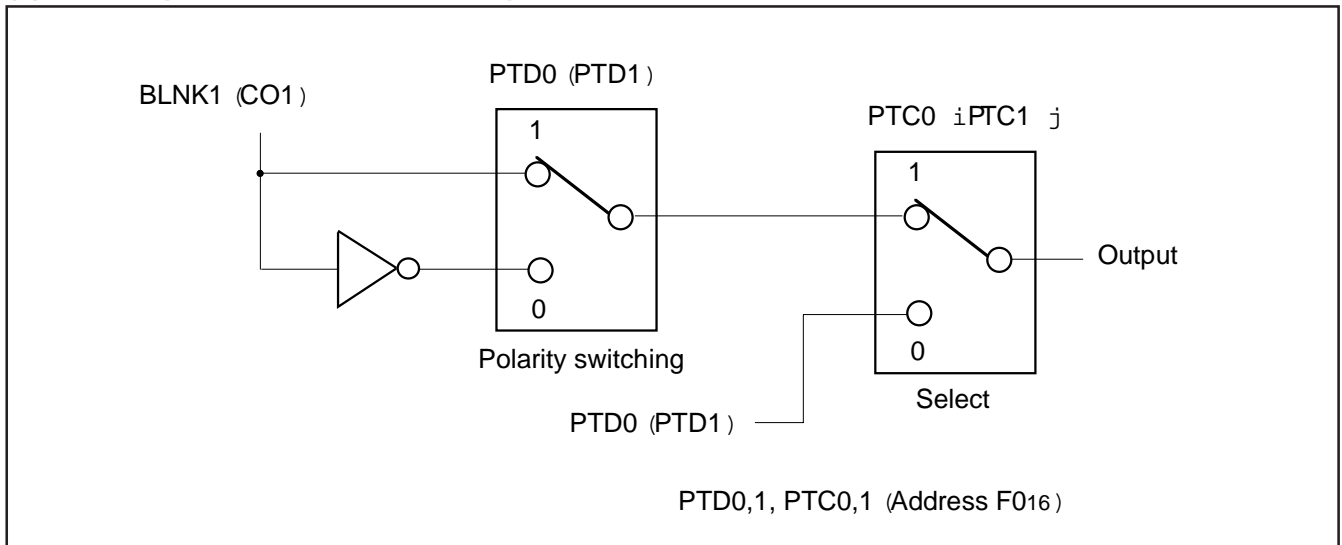 BLNK1 (CO1)
PTD0 (PTD1)
1
0
Polarity switching
PTC0 iPTC1 j
1
0
Select
Output
PTD0 (PTD1)
PTD0,1, PTC0,1 (Address F016)